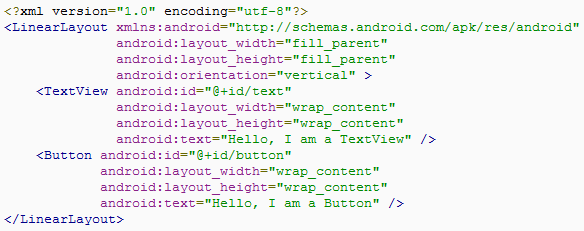 <?xml version="1.0" encoding="utf-8"?>
<LinearLayout xmlns:android="http://schemas.android.com/apk/res/android"
              android:layout_width="fill_parent"
              android:layout_height="fill_parent"
              android:orientation="vertical" >
    <TextView android:id="@+id/text"
              android:layout_width="wrap_content"
              android:layout_height="wrap_content"
              android:text="Hello, I am a TextView" />
    <Button android:id="@+id/button"
            android:layout_width="wrap_content"
            android:layout_height="wrap_content"
            android:text="Hello, I am a Button" />
</LinearLayout>